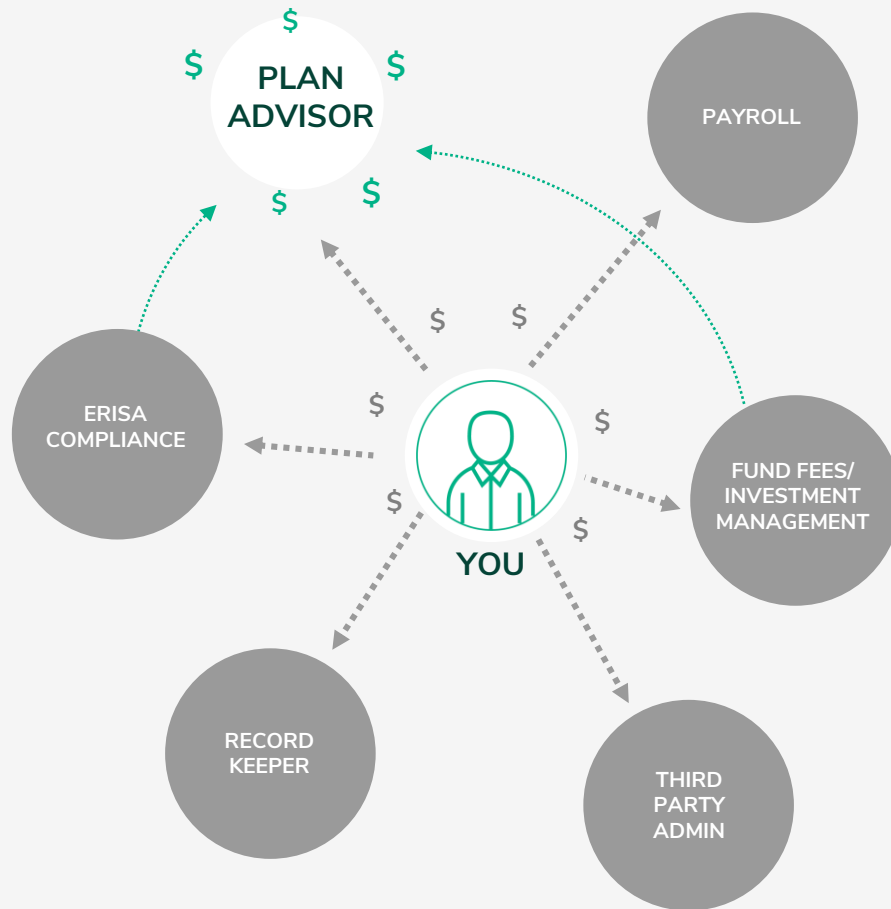 $
$ $
PLAN
ADVISOR
$ $
PAYROLL
$ $
$ $
ERISA
COMPLIANCE
FUND FEES/
INVESTMENT
MANAGEMENT
$ $
YOU
RECORD
KEEPER
THIRD
PARTY
ADMIN